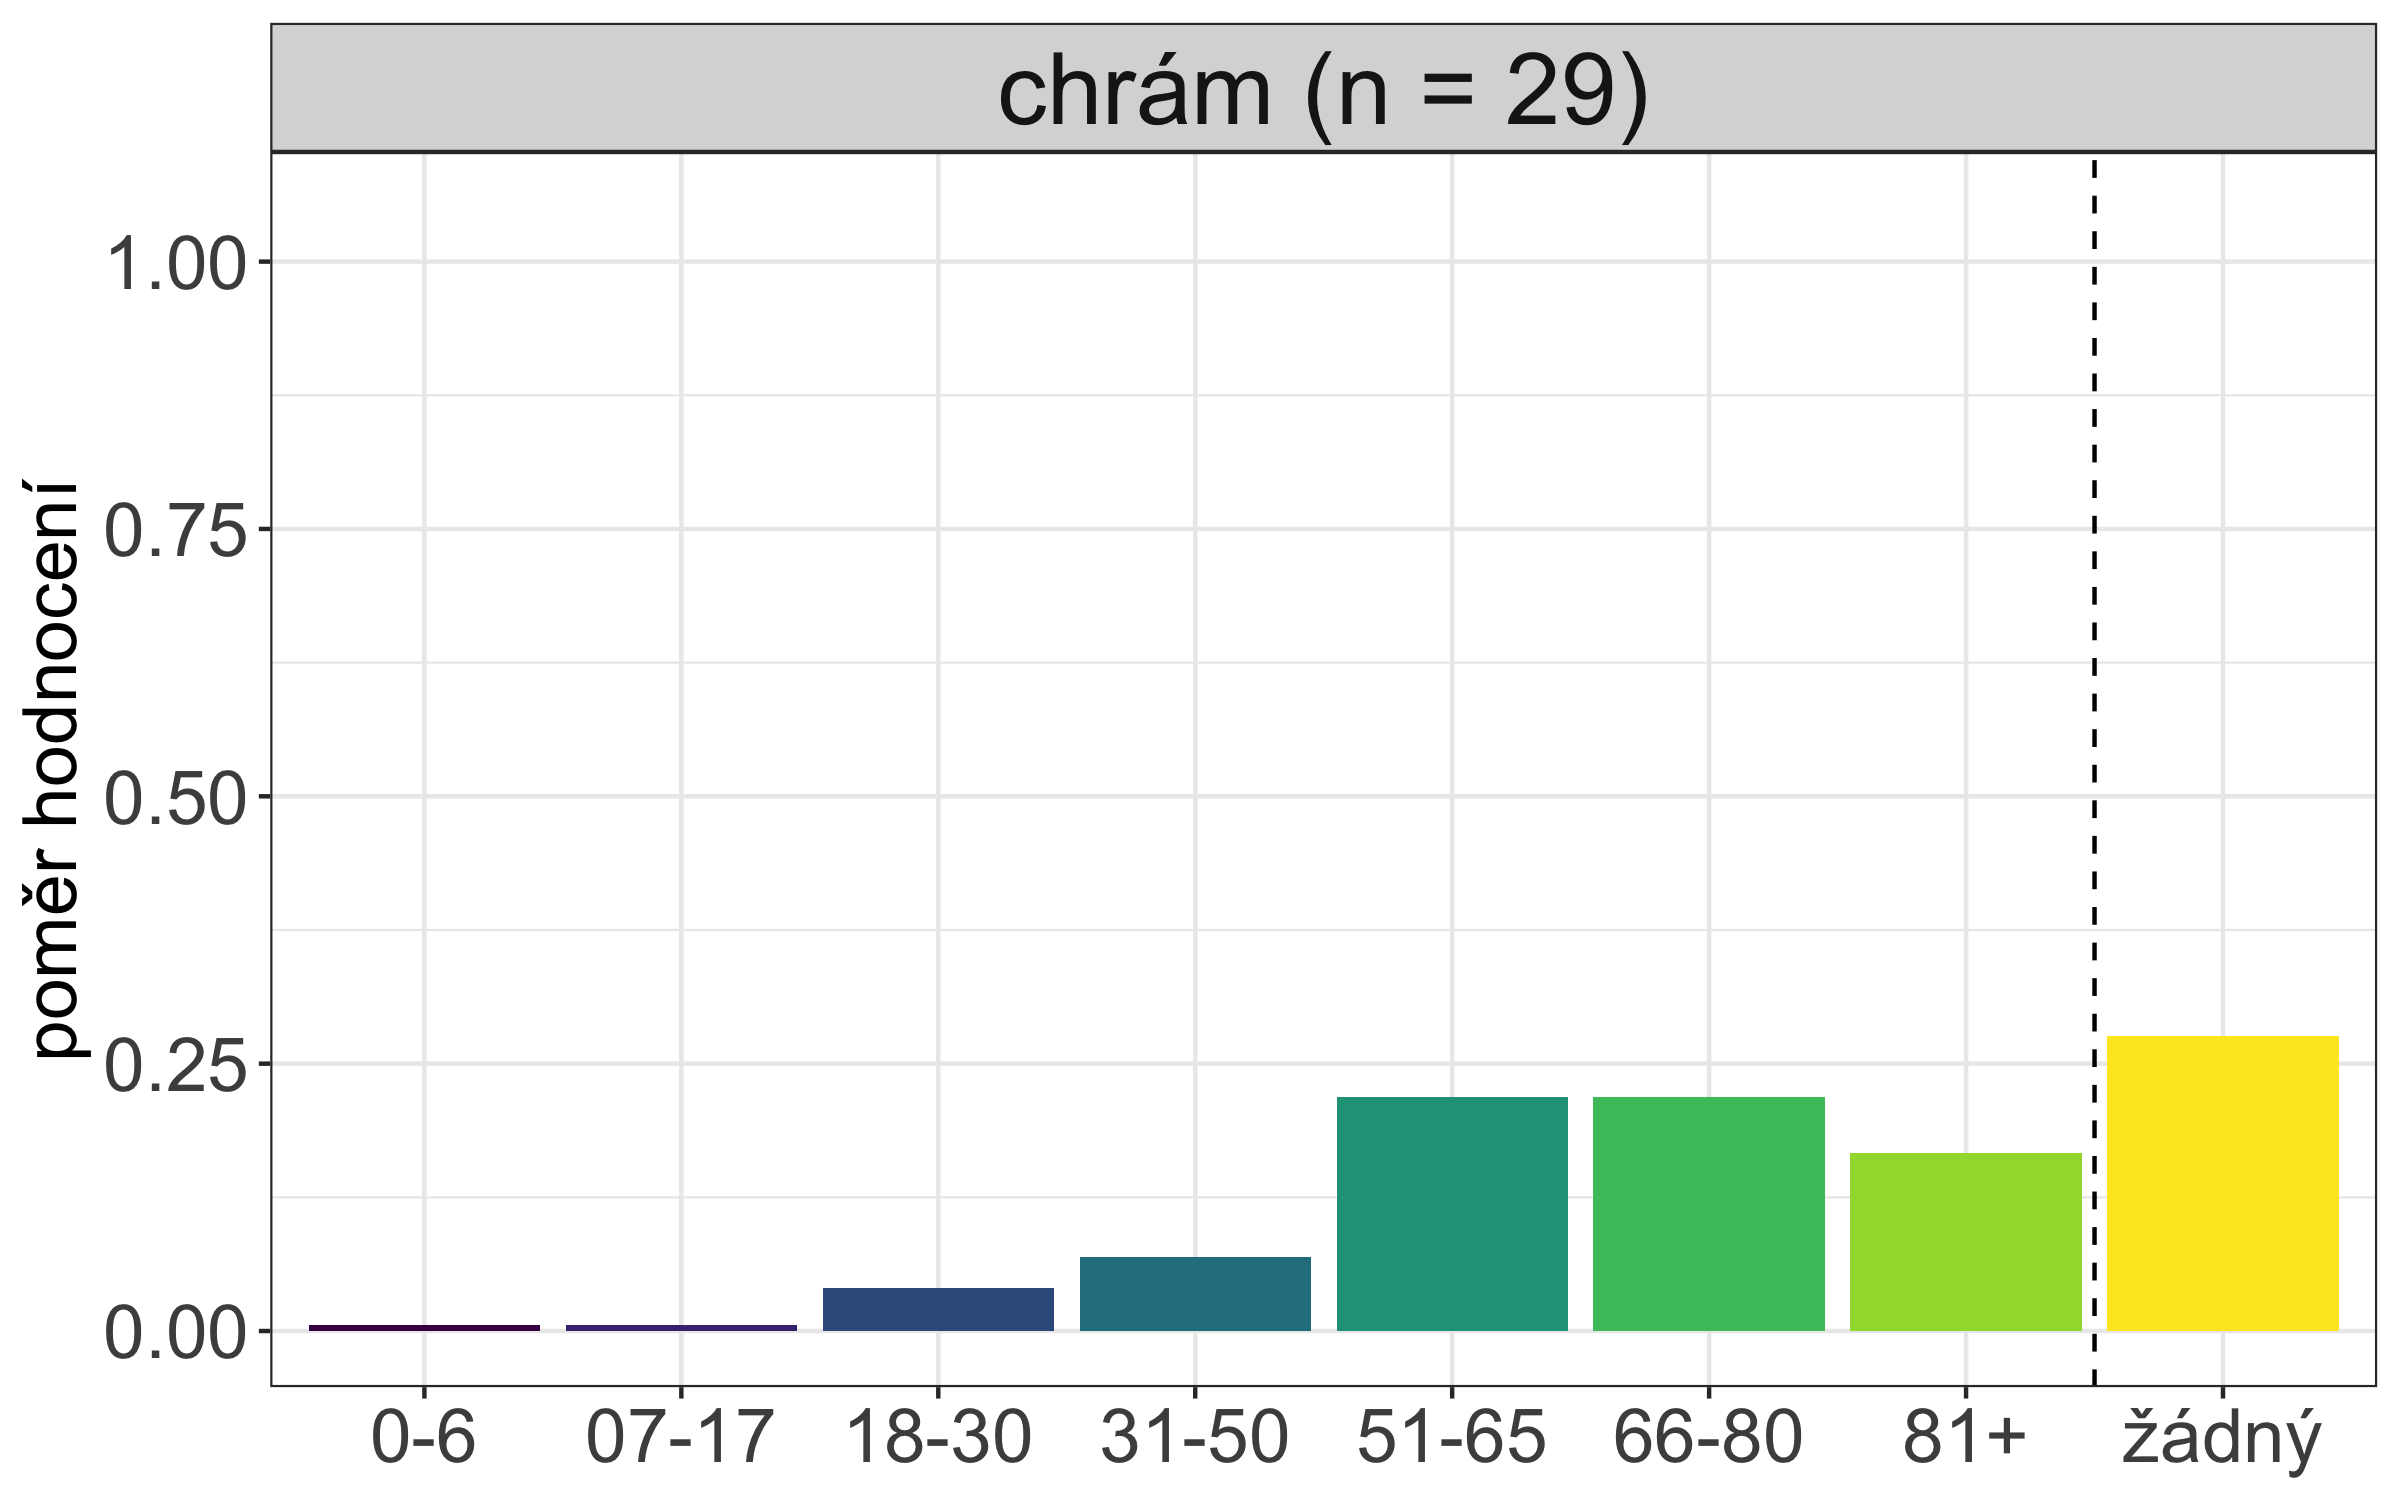 chrám (n = 29)
poměr hodnocení
1.00
0.75
0.50
0.25
0.00
0-6 07-17 18-30 31-50 51-65 66-80 81+ žádný